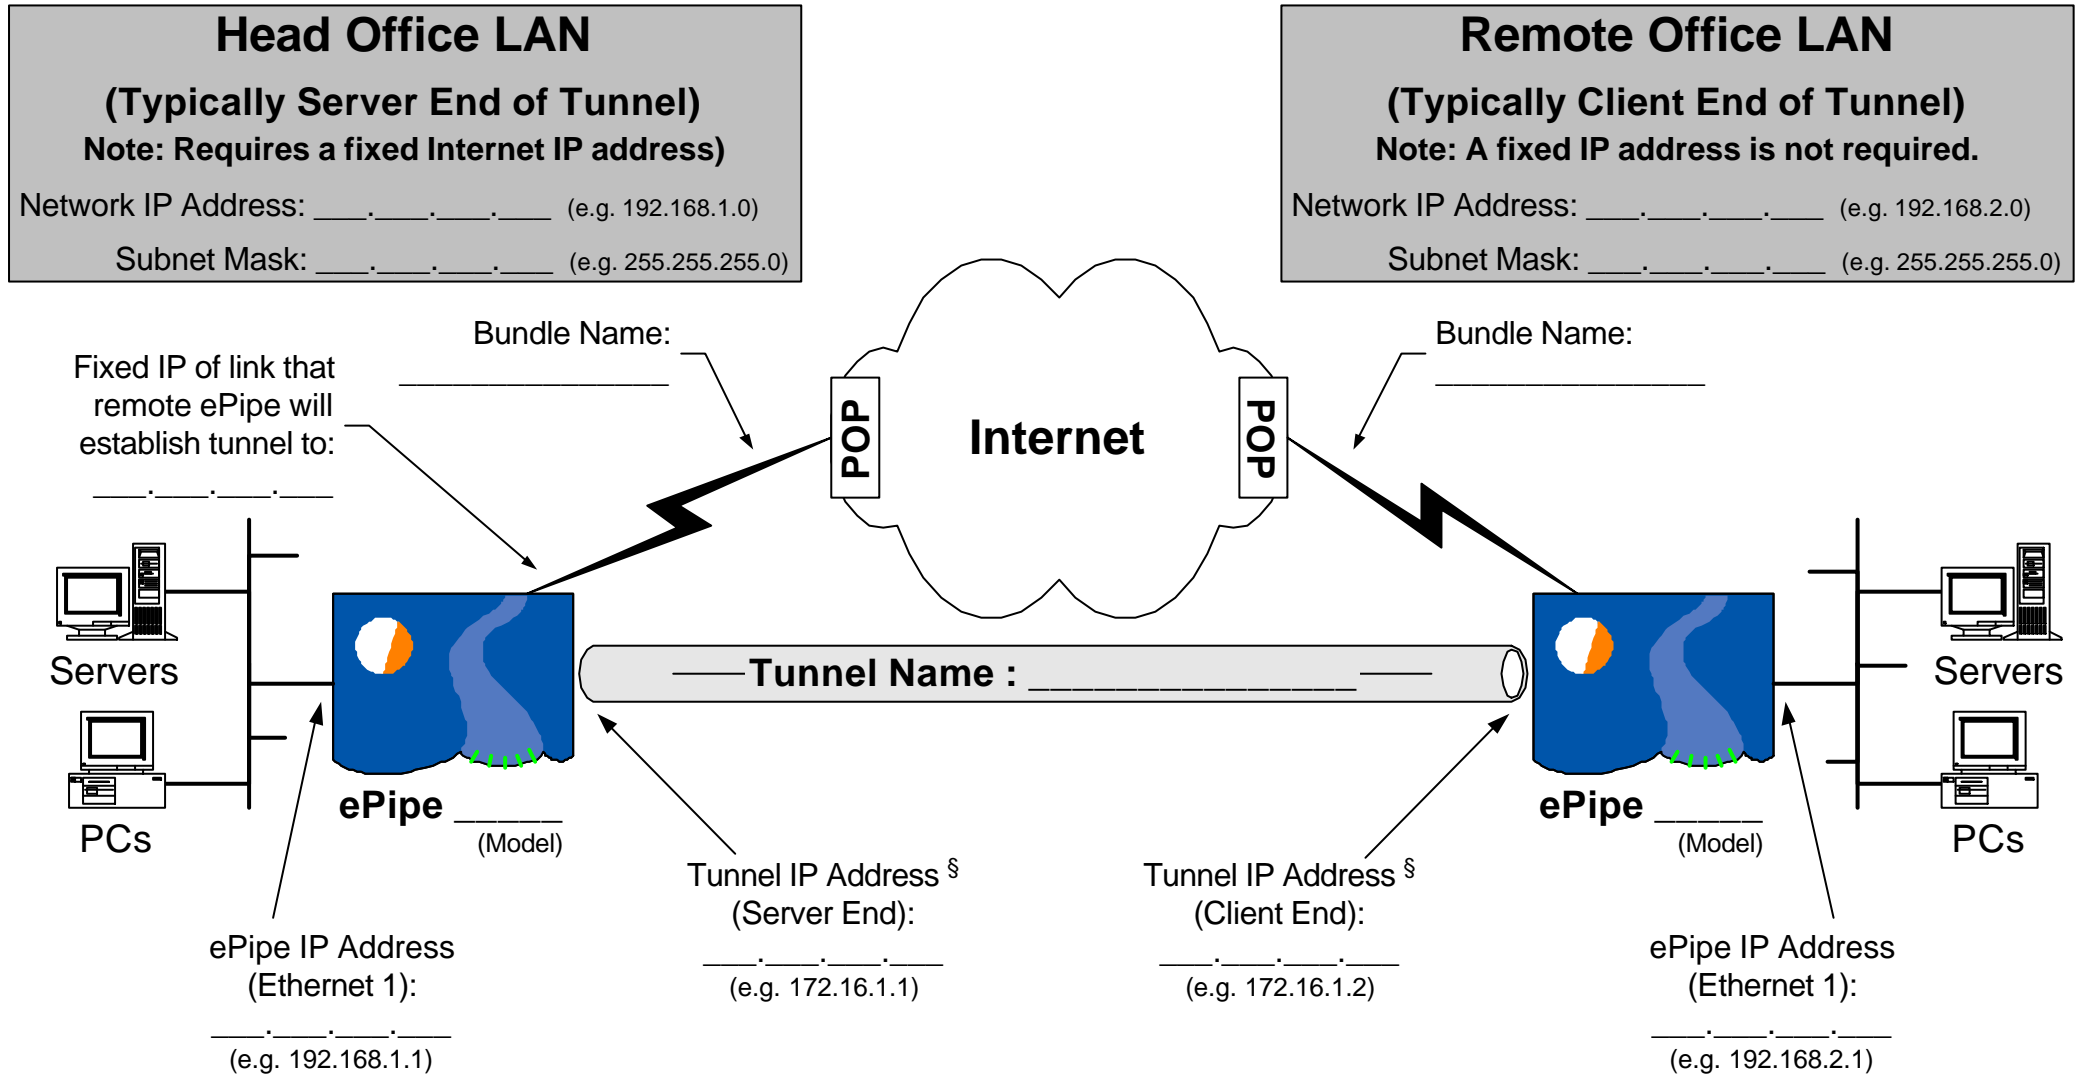 Head Office LAN
(Typically Server End of Tunnel)
Note: Requires a fixed Internet IP address)
Network IP Address: ___.___.___.___ (e.g. 192.168.1.0)
Subnet Mask: ___.___.___.___ (e.g. 255.255.255.0)
Remote Office LAN
(Typically Client End of Tunnel)
Note: A fixed IP address is not required.
Network IP Address: ___.___.___.___ (e.g. 192.168.2.0)
Subnet Mask: ___.___.___.___ (e.g. 255.255.255.0)
Fixed IP of link that
remote ePipe will
establish tunnel to:
___.___.___.___
Bundle Name:
_______________
POP
Internet
POP
Bundle Name:
_______________
Servers
PCs
ePipe _____
(Model)
Tunnel Name : _______________
ePipe _____
(Model)
Servers
PCs
ePipe IP Address
(Ethernet 1):
___.___.___.___
(e.g. 192.168.1.1)
Tunnel IP Address §
(Server End):
___.___.___.___
(e.g. 172.16.1.1)
Tunnel IP Address §
(Client End):
___.___.___.___
(e.g. 172.16.1.2)
ePipe IP Address
(Ethernet 1):
___.___.___.___
(e.g. 192.168.2.1)